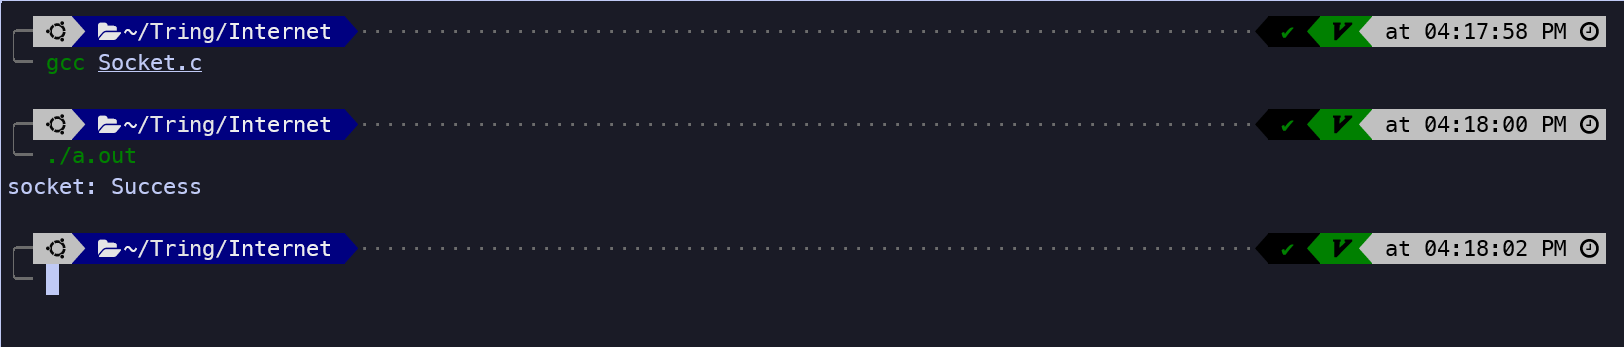 ~/Tring/Internet ✔ V at 04:17:58 PM
gcc Socket.c
~/Tring/Internet ✔ V at 04:18:00 PM
./a.out
socket: Success
~/Tring/Internet ✔ V at 04:18:02 PM